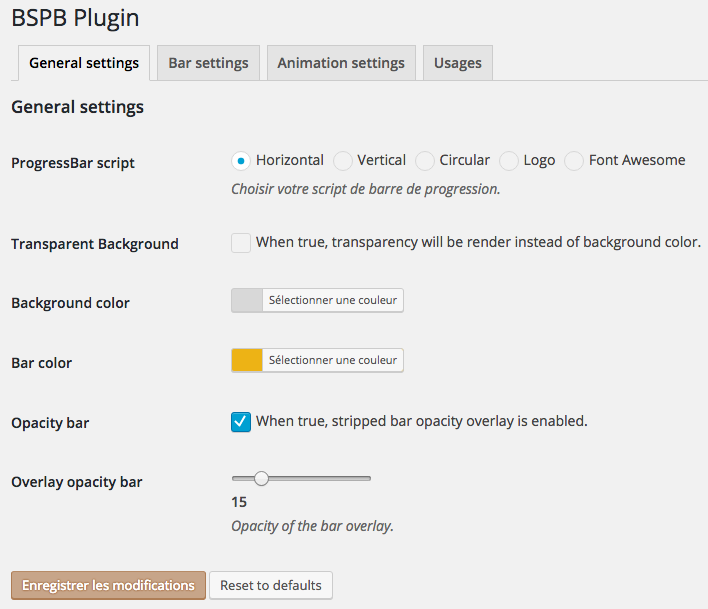 BSPB Plugin
General settings Bar settings Animation settings Usages
General settings
ProgressBar script Horizontal Vertical Circular Logo Font Awesome
Choisir votre script de barre de progression.
Transparent Background When true, transparency will be render instead of background color.
Background color Sélectionner une couleur
Bar color Sélectionner une couleur
Opacity bar When true, stripped bar opacity overlay is enabled.
Overlay opacity bar
15
Opacity of the bar overlay.
Enregistrer les modifications Reset to defaults